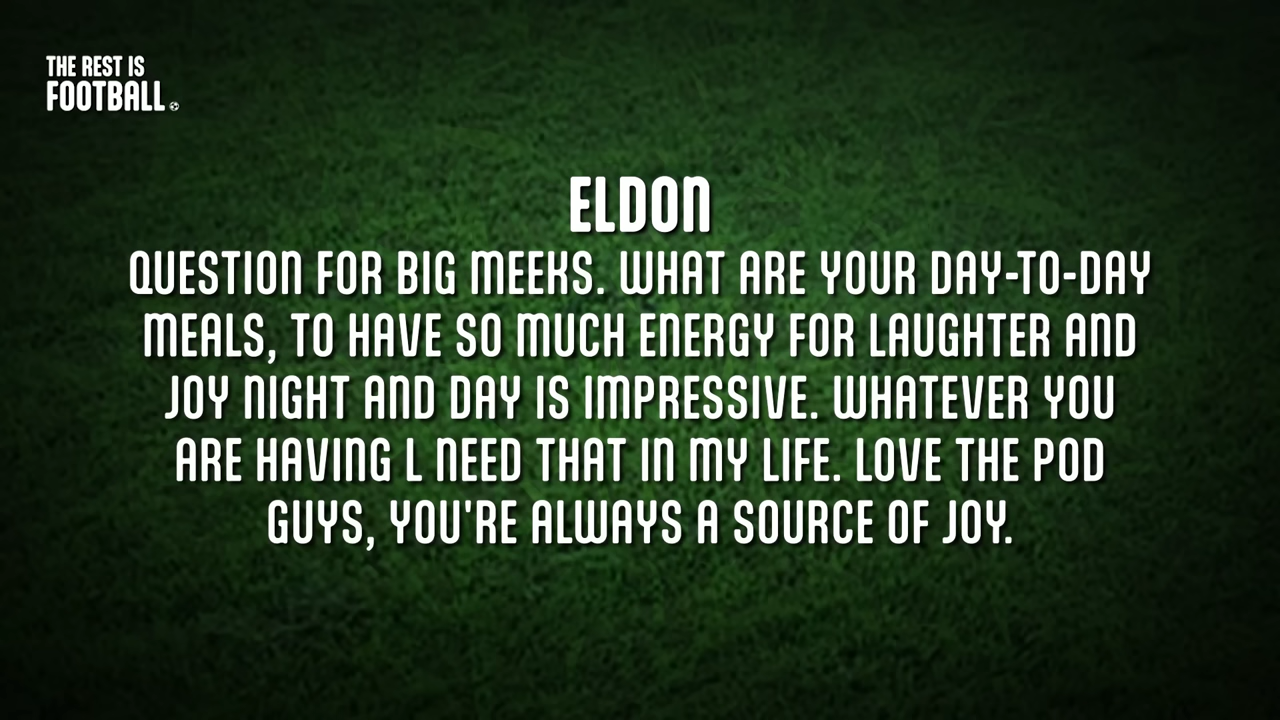 THE REST IS
FOOTBALL.
ELDON
QUESTION FOR BIG MEEKS. WHAT ARE YOUR DAY-TO-DAY
MEALS, TO HAVE SO MUCH ENERGY FOR LAUGHTER AND
JOY NIGHT AND DAY IS IMPRESSIVE. WHATEVER YOU
ARE HAVING L NEED THAT IN MY LIFE. LOVE THE POD
GUYS, YOU'RE ALWAYS A SOURCE OF JOY.